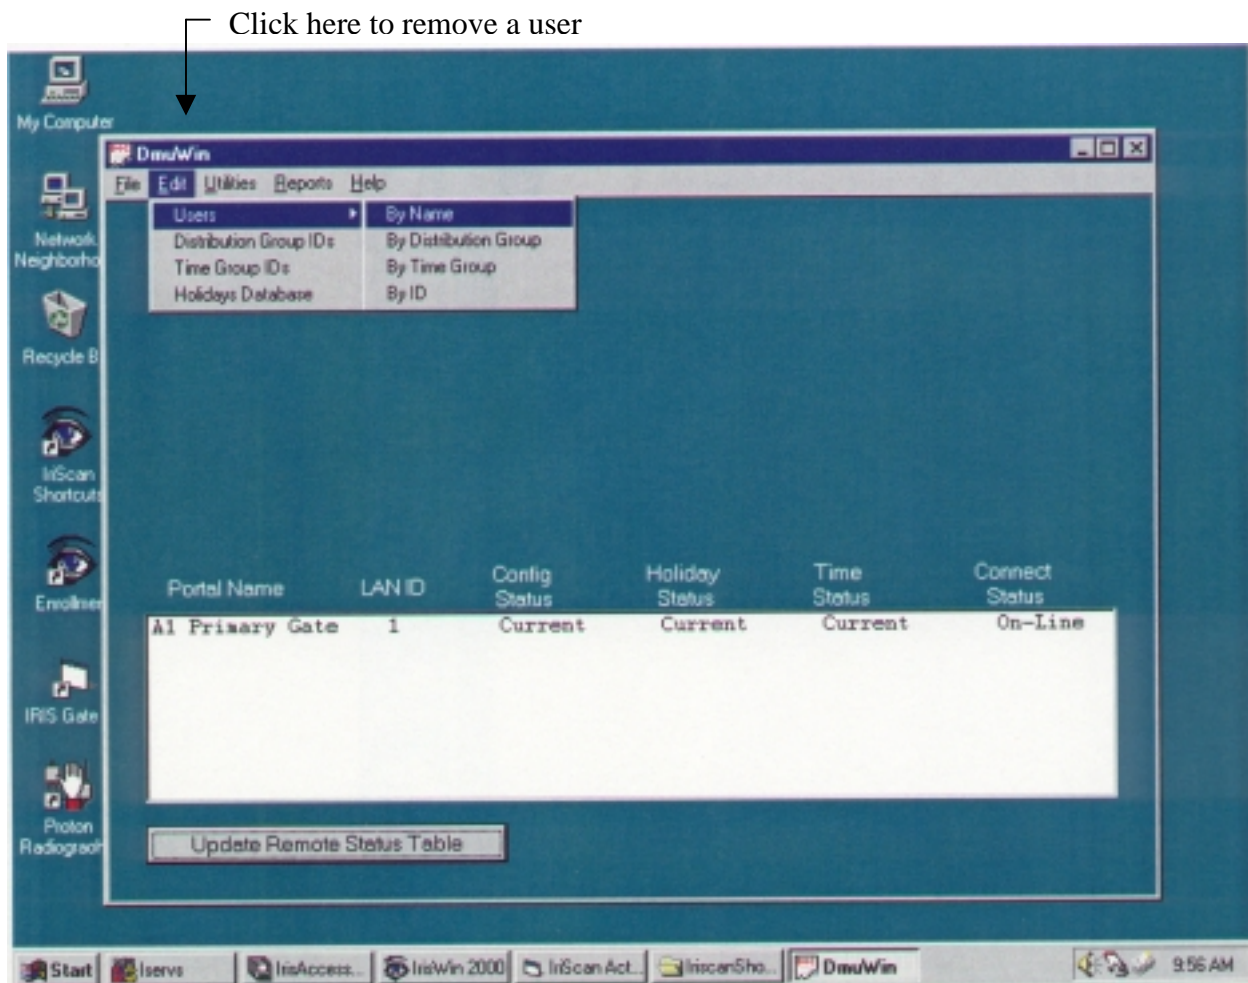 Click here to remove a user
My Computer
DmuWin
File Edit Utilities Reports Help
Users By Name
Distribution Group IDs By Distribution Group
Time Group IDs By Time Group
Holidays Database By ID
Network
Neighborho
Recycle B
IriScan
Shortcuts
Enrollmen
IRIS Gate
Proton
Radiograph
Portal Name LAN ID Config Status Holiday Status Time Status Connect Status
A1 Primary Gate 1 Current Current Current On-Line
Update Remote Status Table
Start Iservs IrisAccess... IrisWin 2000 IriScan Act... IriscanSho... DmuWin 9:56 AM